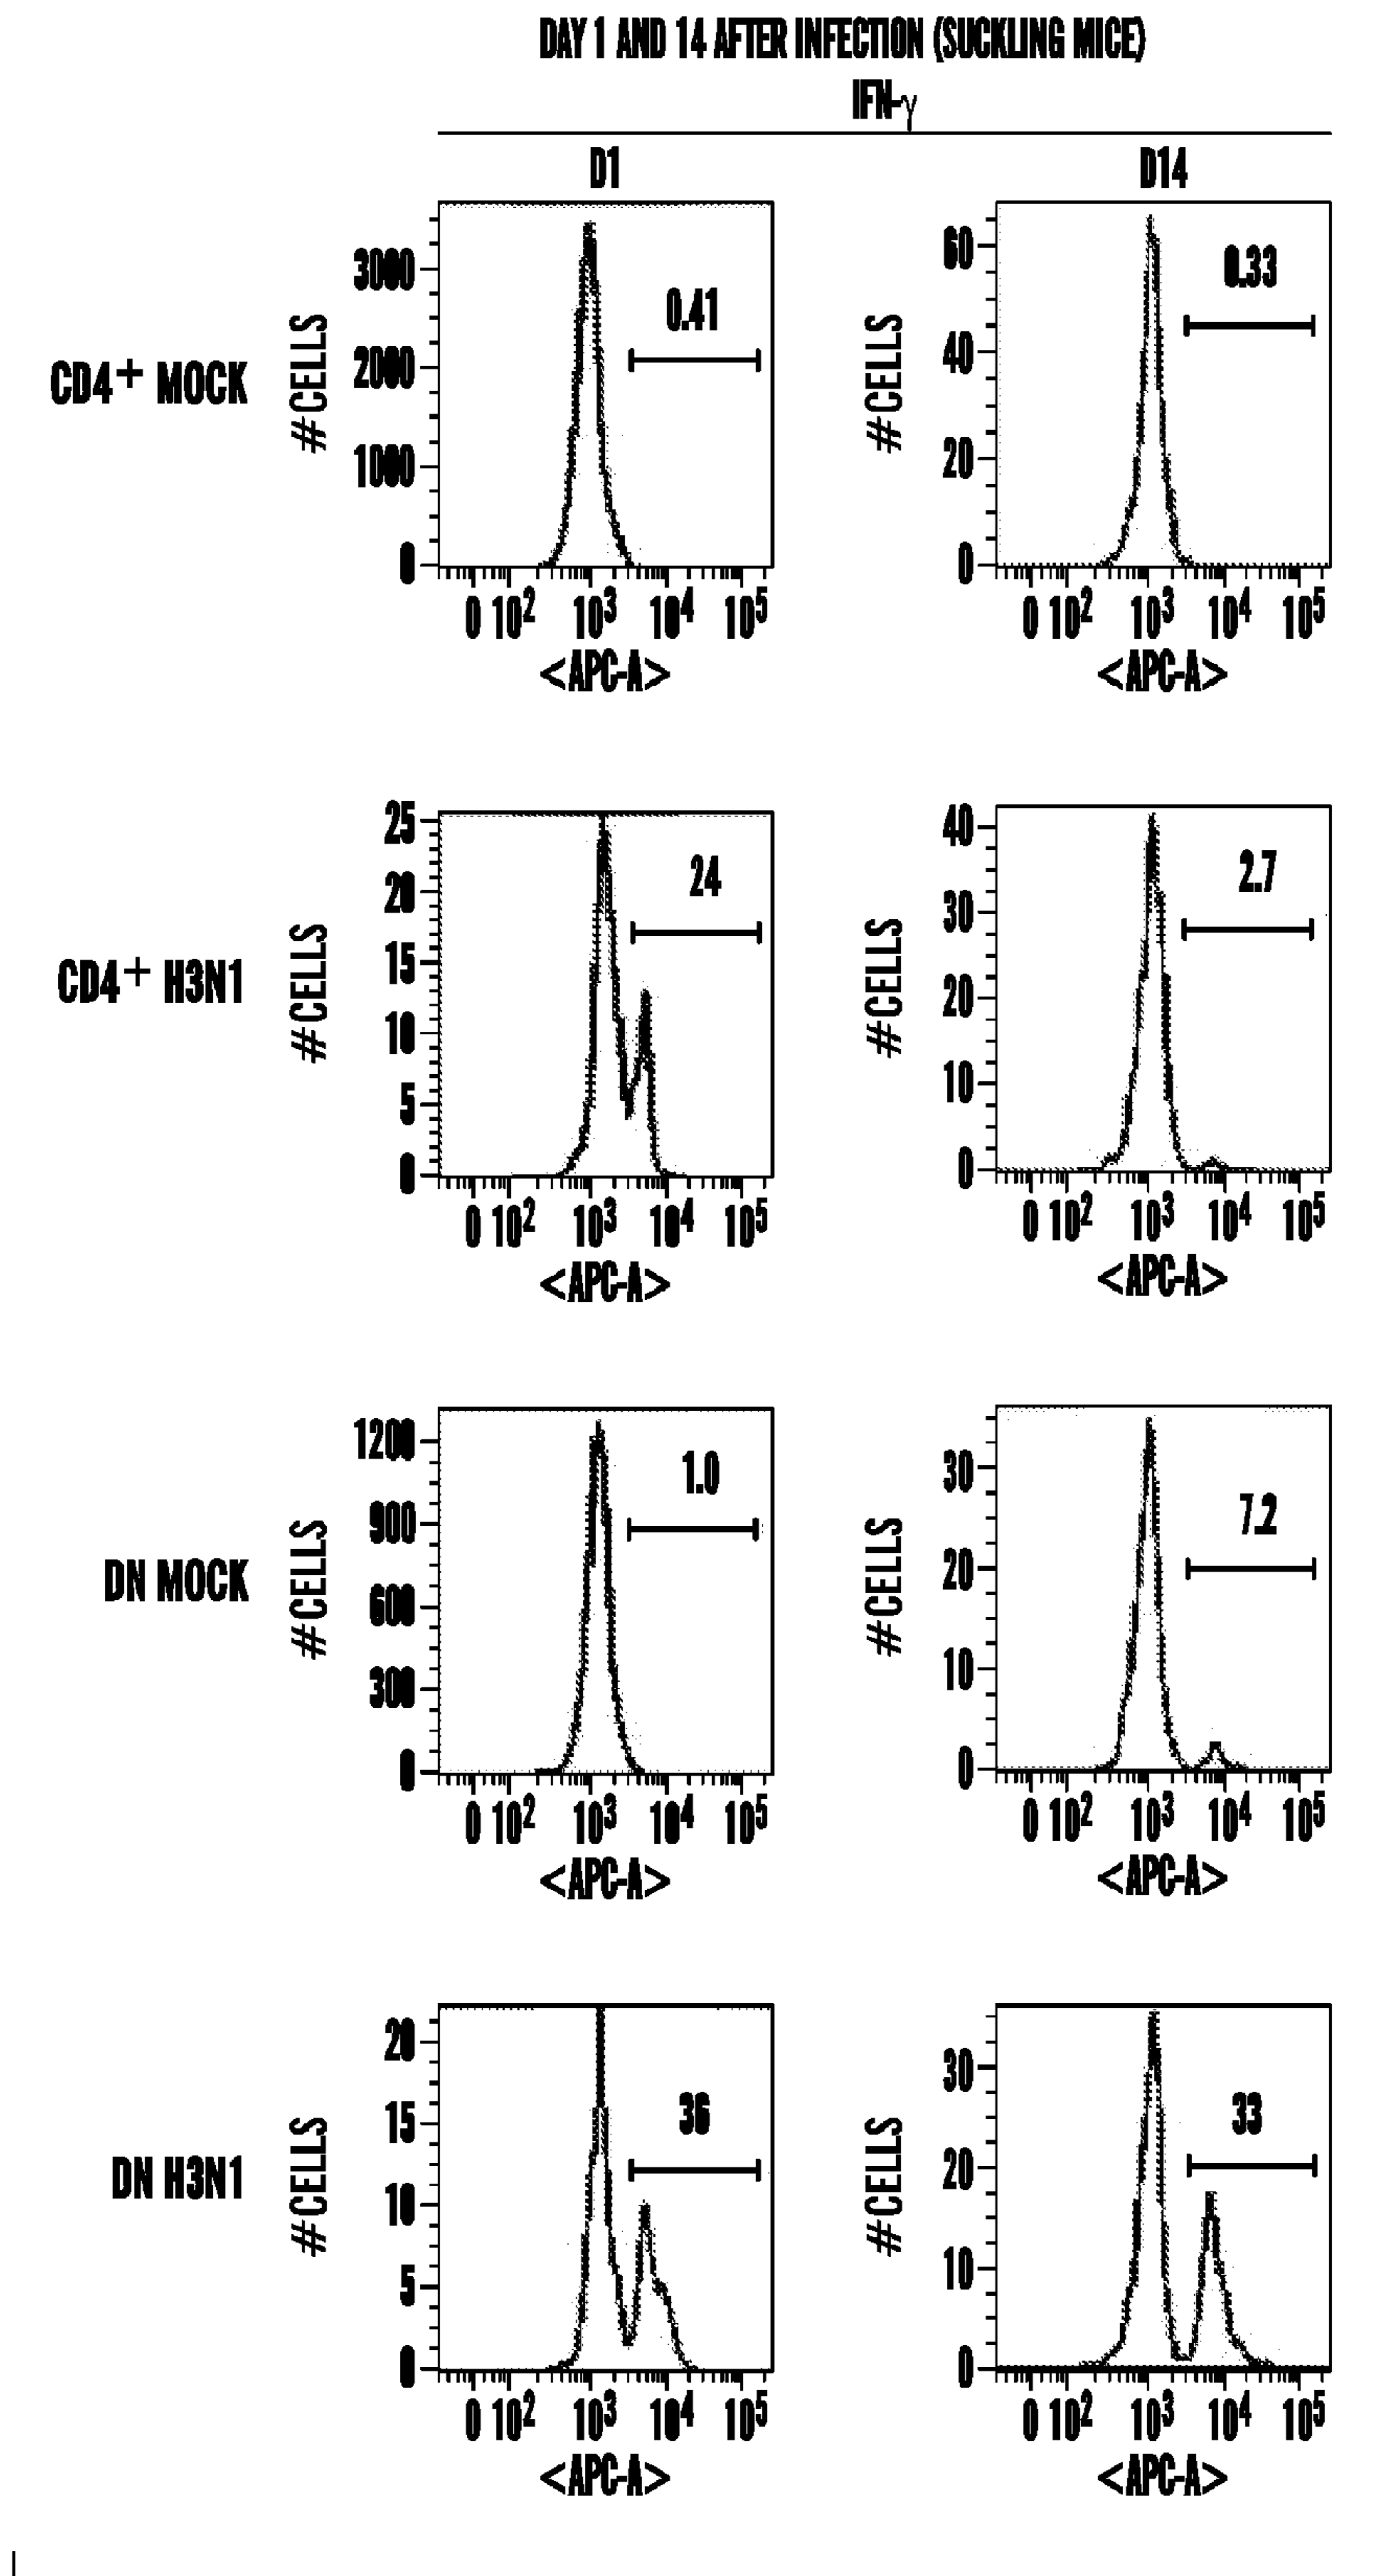 DAY 1 AND 14 AFTER INFECTION (SUCKLING MICE)
IFN-γ
D1
D14
CD4+ MOCK
#CELLS
3000
2000
1000
0
0.41
0 10² 10³ 10⁴ 10⁵
<APC-A>
#CELLS
60
40
20
0
0.33
0 10² 10³ 10⁴ 10⁵
<APC-A>
CD4+ H3N1
#CELLS
25
20
15
10
5
0
24
0 10² 10³ 10⁴ 10⁵
<APC-A>
#CELLS
40
30
20
10
0
2.7
0 10² 10³ 10⁴ 10⁵
<APC-A>
DN MOCK
#CELLS
1200
900
600
300
0
1.0
0 10² 10³ 10⁴ 10⁵
<APC-A>
#CELLS
30
20
10
0
7.2
0 10² 10³ 10⁴ 10⁵
<APC-A>
DN H3N1
#CELLS
20
15
10
5
0
36
0 10² 10³ 10⁴ 10⁵
<APC-A>
#CELLS
30
20
10
0
33
0 10² 10³ 10⁴ 10⁵
<APC-A>